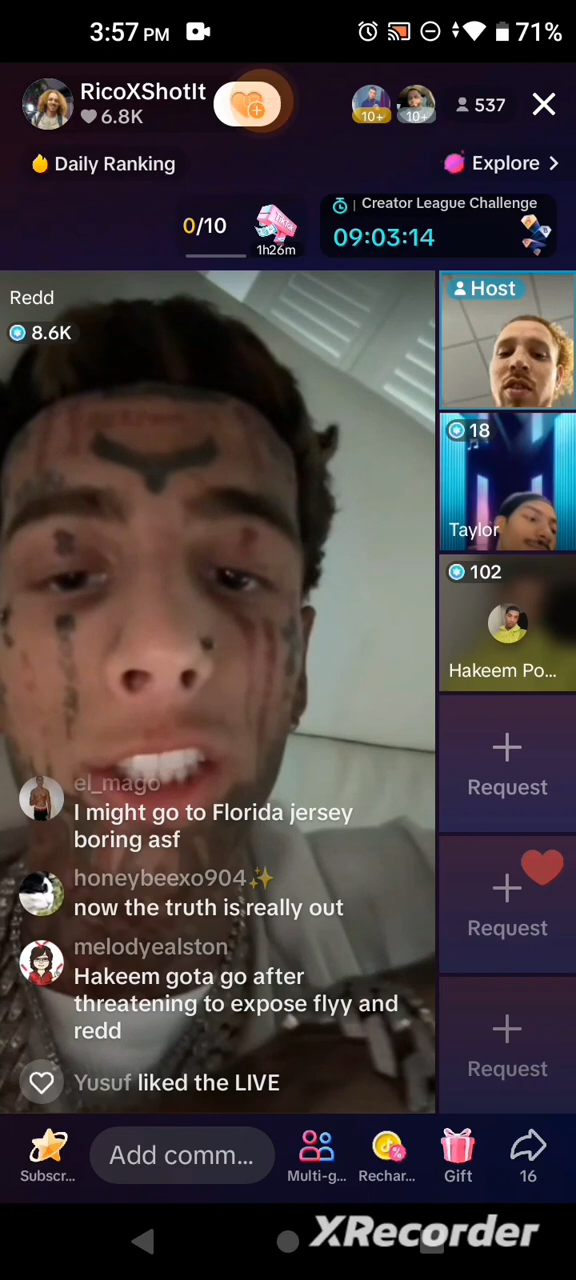 3:57 PM
71%
RicoXShotIt
6.8K
10+
10+
537
Daily Ranking
Explore
0/10
TikTok
1h26m
Creator League Challenge
09:03:14
Redd
8.6K
Host
18
Taylor
102
Hakeem Po...
Request
Request
Request
el_mago
I might go to Florida jersey
boring asf
honeybeexo904✨
now the truth is really out
melodyealston
Hakeem gota go after
threatening to expose flyy and
redd
Yusuf liked the LIVE
Subscr...
Add comm...
Multi-g...
Rechar...
Gift
16
XRecorder